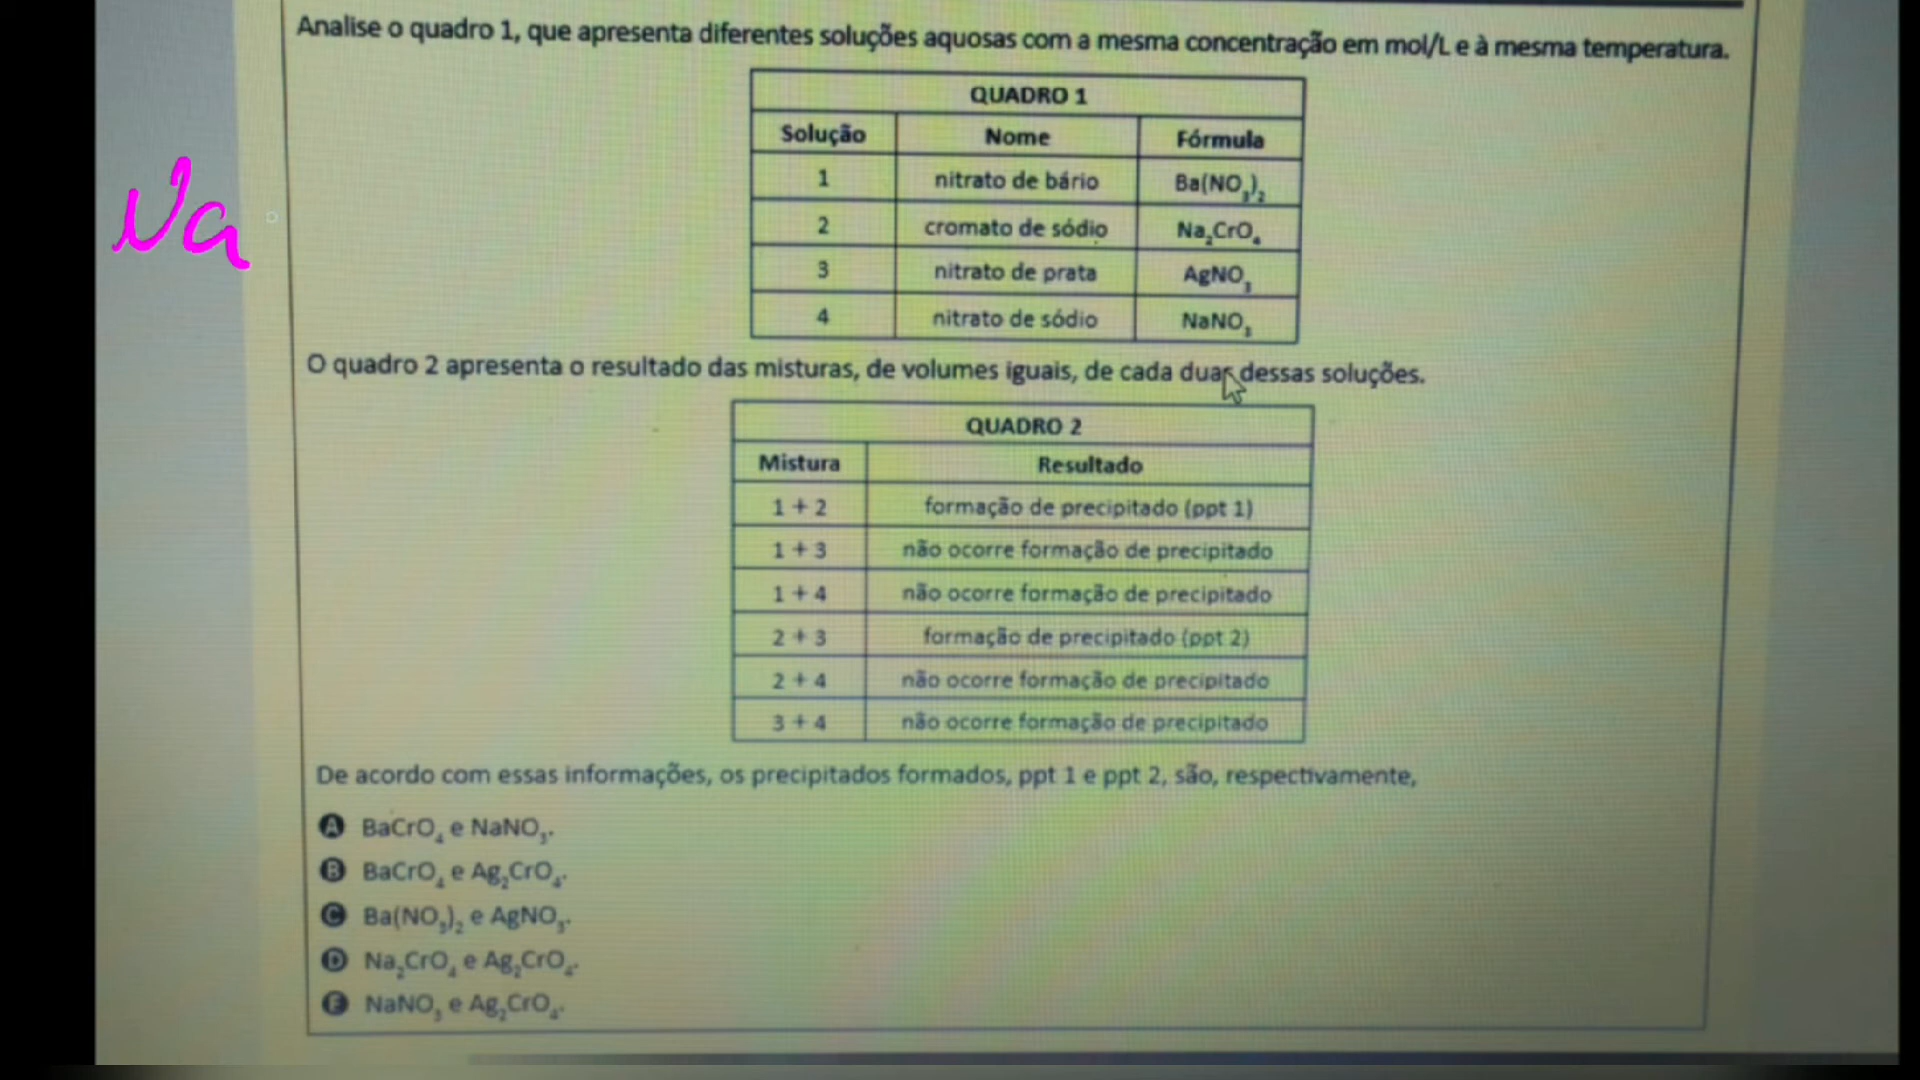 Analise o quadro 1, que apresenta diferentes soluções aquosas com a mesma concentração em mol/L e à mesma temperatura.
QUADRO 1
Solução Nome Fórmula
1 nitrato de bário Ba(NO₃)₂
2 cromato de sódio Na₂CrO₄
3 nitrato de prata AgNO₃
4 nitrato de sódio NaNO₃
Na
O quadro 2 apresenta o resultado das misturas, de volumes iguais, de cada duas dessas soluções.
QUADRO 2
Mistura Resultado
1 + 2 formação de precipitado (ppt 1)
1 + 3 não ocorre formação de precipitado
1 + 4 não ocorre formação de precipitado
2 + 3 formação de precipitado (ppt 2)
2 + 4 não ocorre formação de precipitado
3 + 4 não ocorre formação de precipitado
De acordo com essas informações, os precipitados formados, ppt 1 e ppt 2, são, respectivamente,
A BaCrO₄ e NaNO₃.
B BaCrO₄ e Ag₂CrO₄.
C Ba(NO₃)₂ e AgNO₃.
D Na₂CrO₄ e Ag₂CrO₄.
E NaNO₃ e Ag₂CrO₄.